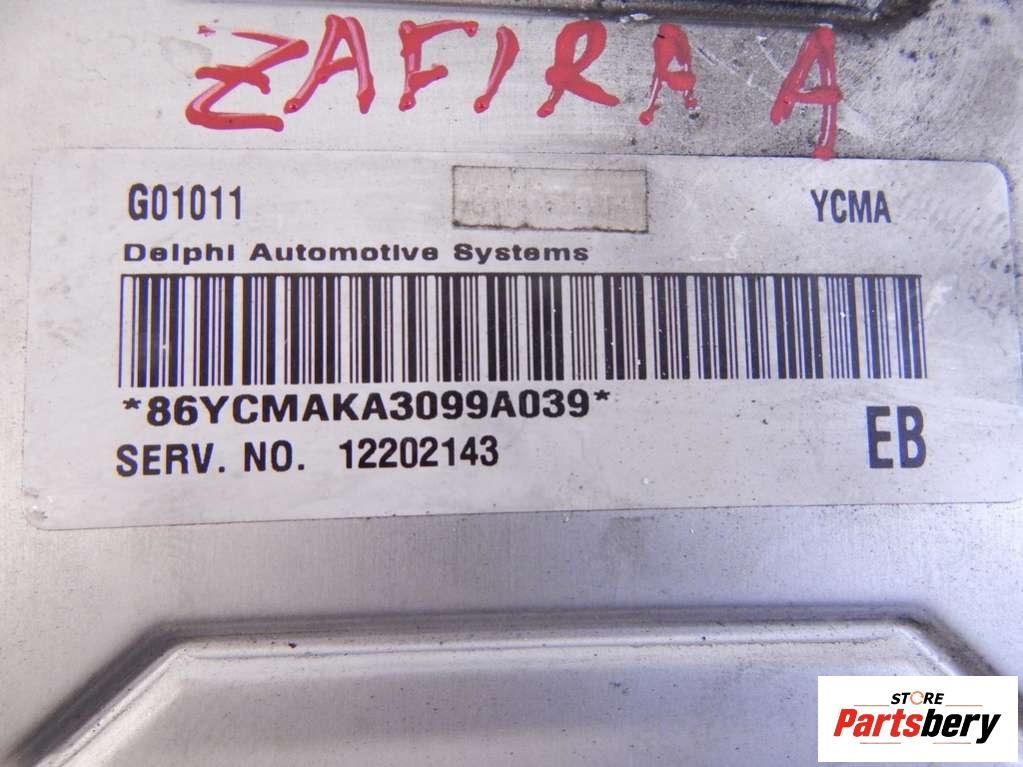 ZAFIRA A
G01011 YCMA
Delphi Automotive Systems
*86YCMAKA3099A039*
SERV. NO. 12202143 EB
STORE
Partsbery